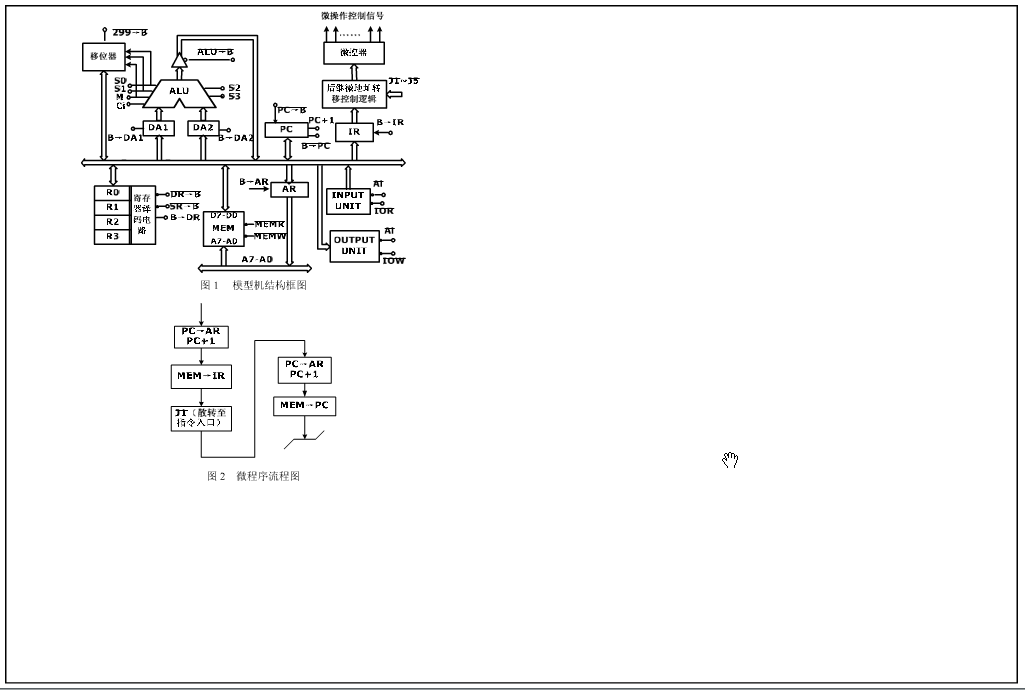 微操作控制信号
……
299→B
移位器
ALU→B
微控器
S0
S1
M
Ci
ALU
S2
S3
后继微地址转
移控制逻辑
J1~J5
DA1
DA2
B→DA1
B→DA2
PC→B
PC
PC+1
B→PC
IR
B→IR
R0
R1
R2
R3
寄存
器译
码电
路
DR→B
SR→B
B→DR
D7-D0
MEM
A7-A0
MEMR
MEMW
B→AR
AR
INPUT
UNIT
AI
IOR
OUTPUT
UNIT
AI
IOW
A7-A0
图 1 模型机结构框图
PC→AR
PC+1
MEM→IR
J1（散转至
指令入口）
PC→AR
PC+1
MEM→PC
图 2 微程序流程图